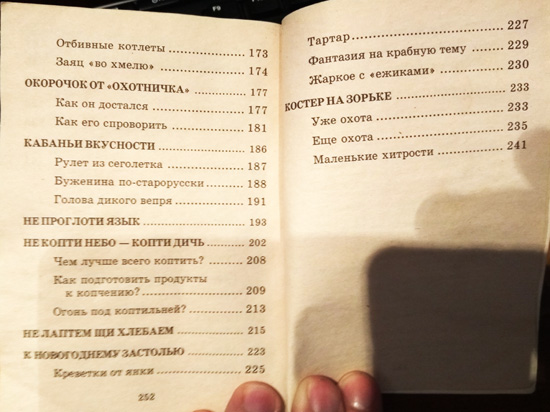 Отбивные котлеты ........ 173
Заяц «во хмелю» ........ 174
ОКОРОЧОК ОТ «ОХОТНИЧКА» ........ 177
Как он достался ........ 177
Как его спроворить ........ 181
КАБАНЬИ ВКУСНОСТИ ........ 186
Рулет из сеголетка ........ 187
Буженина по-старорусски ........ 188
Голова дикого вепря ........ 191
НЕ ПРОГЛОТИ ЯЗЫК ........ 193
НЕ КОПТИ НЕБО — КОПТИ ДИЧЬ ........ 202
Чем лучше всего коптить? ........ 208
Как подготовить продукты
к копчению? ........ 209
Огонь под коптильней? ........ 213
НЕ ЛАПТЕМ ЩИ ХЛЕБАЕМ ........ 215
К НОВОГОДНЕМУ ЗАСТОЛЬЮ ........ 223
Креветки от янки ........ 225
252
Тартар ........ 227
Фантазия на крабную тему ........ 229
Жаркое с «ежиками» ........ 230
КОСТЕР НА ЗОРЬКЕ ........ 233
Уже охота ........ 233
Еще охота ........ 235
Маленькие хитрости ........ 241